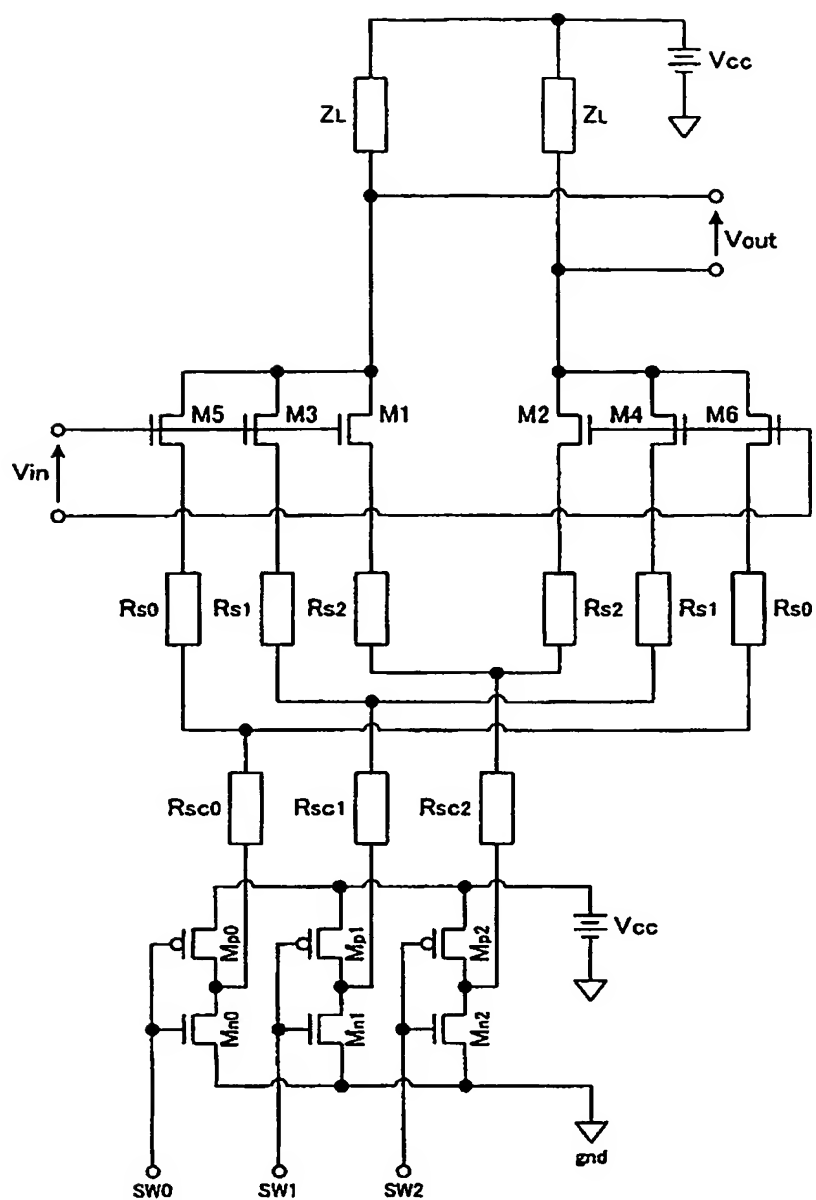 Vcc
ZL ZL
Vout
M5 M3 M1 M2 M4 M6
Vin
Rs0 Rs1 Rs2 Rs2 Rs1 Rs0
Rsc0 Rsc1 Rsc2
Mp0 Mp1 Mp2 Vcc
Mn0 Mn1 Mn2
gnd
SW0 SW1 SW2